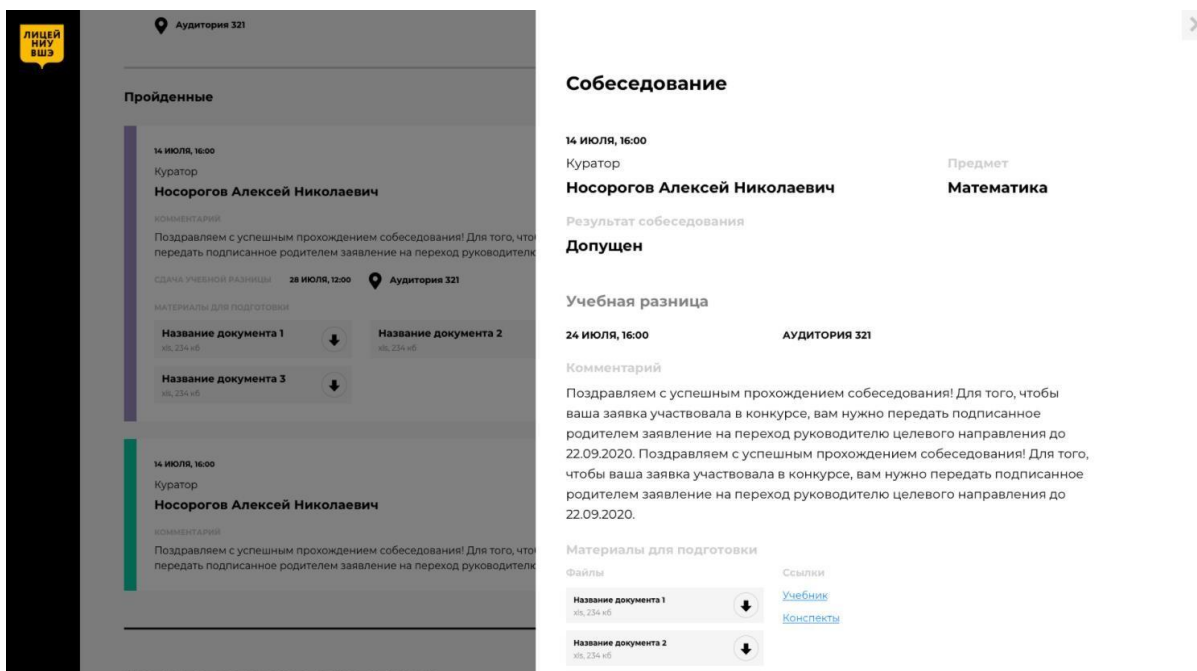 ЛИЦЕЙ
НИУ
ВШЭ
Аудитория 321
Пройденные
14 ИЮЛЯ, 16:00
Куратор
Носорогов Алексей Николаевич
КОММЕНТАРИЙ
Поздравляем с успешным прохождением собеседования! Для того, что
передать подписанное родителем заявление на переход руководителю
СДАЧА УЧЕБНОЙ РАЗНИЦЫ 28 ИЮЛЯ, 12:00 Аудитория 321
МАТЕРИАЛЫ ДЛЯ ПОДГОТОВКИ
Название документа 1
xls, 234 кб
Название документа 2
xls, 234 кб
Название документа 3
xls, 234 кб
14 ИЮЛЯ, 16:00
Куратор
Носорогов Алексей Николаевич
КОММЕНТАРИЙ
Поздравляем с успешным прохождением собеседования! Для того, что
передать подписанное родителем заявление на переход руководителю
Собеседование
14 ИЮЛЯ, 16:00
Куратор Предмет
Носорогов Алексей Николаевич Математика
Результат собеседования
Допущен
Учебная разница
24 ИЮЛЯ, 16:00 АУДИТОРИЯ 321
Комментарий
Поздравляем с успешным прохождением собеседования! Для того, чтобы
ваша заявка участвовала в конкурсе, вам нужно передать подписанное
родителем заявление на переход руководителю целевого направления до
22.09.2020. Поздравляем с успешным прохождением собеседования! Для того,
чтобы ваша заявка участвовала в конкурсе, вам нужно передать подписанное
родителем заявление на переход руководителю целевого направления до
22.09.2020.
Материалы для подготовки
Файлы Ссылки
Название документа 1
xls, 234 кб
Учебник
Конспекты
Название документа 2
xls, 234 кб